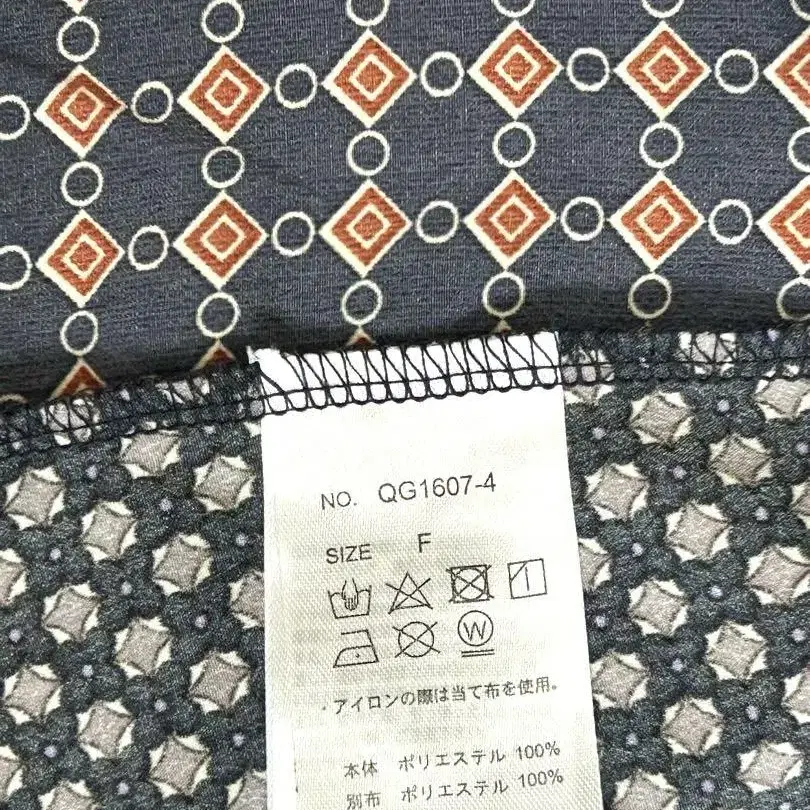 NO. QG1607-4
SIZE F
W
・アイロンの際は当て布を使用。
本体 ポリエステル 100%
別布 ポリエステル 100%